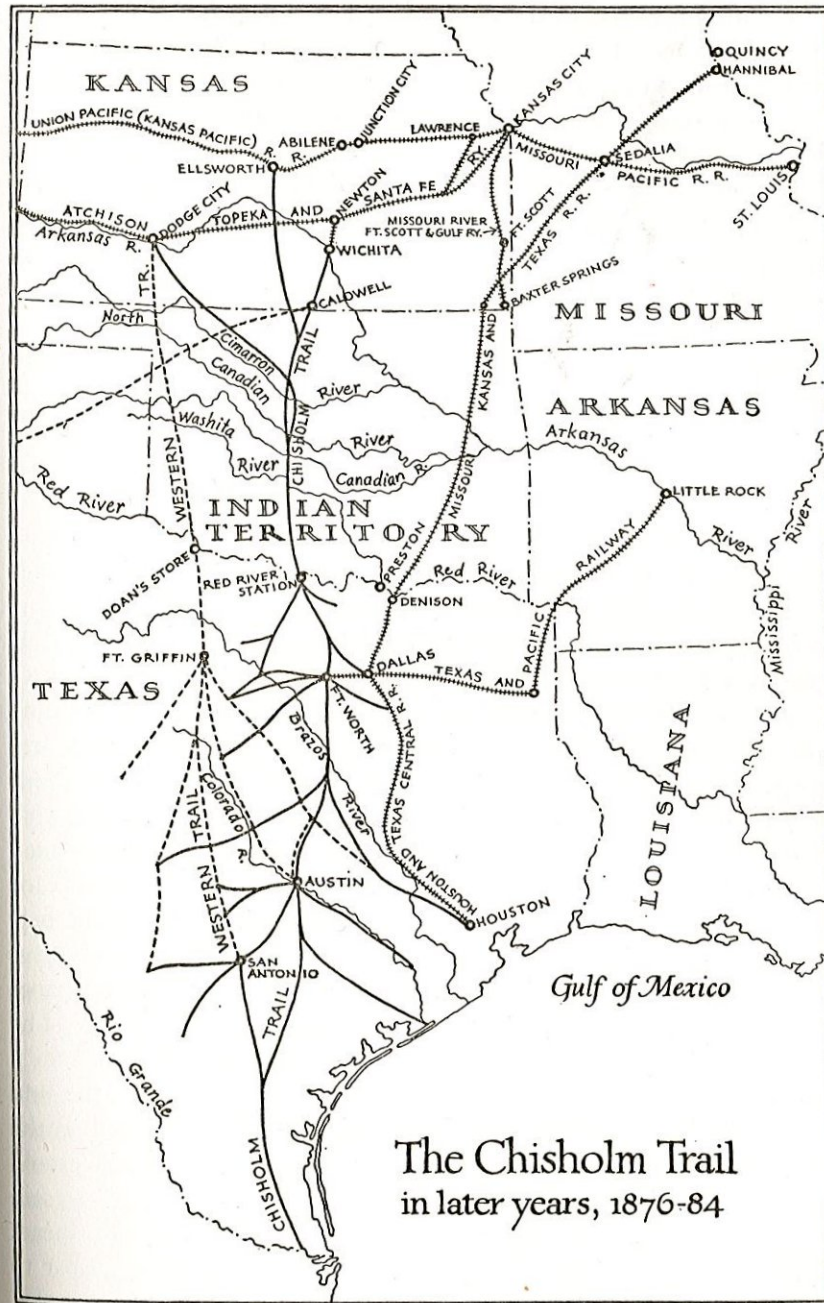 QUINCY
HANNIBAL
KANSAS
KANSAS CITY
JUNCTION CITY
UNION PACIFIC (KANSAS PACIFIC) R. R.
ABILENE
LAWRENCE
ELLSWORTH
RY.
MISSOURI PACIFIC R. R.
SEDALIA
ST. LOUIS
ATCHISON TOPEKA AND SANTA FE
DODGE CITY
NEWTON
Arkansas R.
MISSOURI RIVER
FT. SCOTT & GULF RY.
FT. SCOTT
WICHITA
TR.
TEXAS R. R.
CALDWELL
BAXTER SPRINGS
MISSOURI
North
Canadian
River
Cimarron
River
TRAIL
KANSAS AND
ARKANSAS
Washita
River
CHISHOLM
Canadian R.
Arkansas
River
Red River
WESTERN
MISSOURI
LITTLE ROCK
INDIAN
TERRITORY
River
Mississippi
River
DOAN'S STORE
RED RIVER
STATION
PRESTON
Red River
DENISON
RAILWAY
FT. GRIFFIN
DALLAS
TEXAS AND PACIFIC
TEXAS
FT. WORTH
Brazos
River
TEXAS CENTRAL R.R.
Colorado
R.
LOUISIANA
WESTERN TRAIL
HOUSTON AND
AUSTIN
HOUSTON
SAN
ANTONIO
Gulf of Mexico
TRAIL
Rio
Grande
CHISHOLM
The Chisholm Trail
in later years, 1876-84